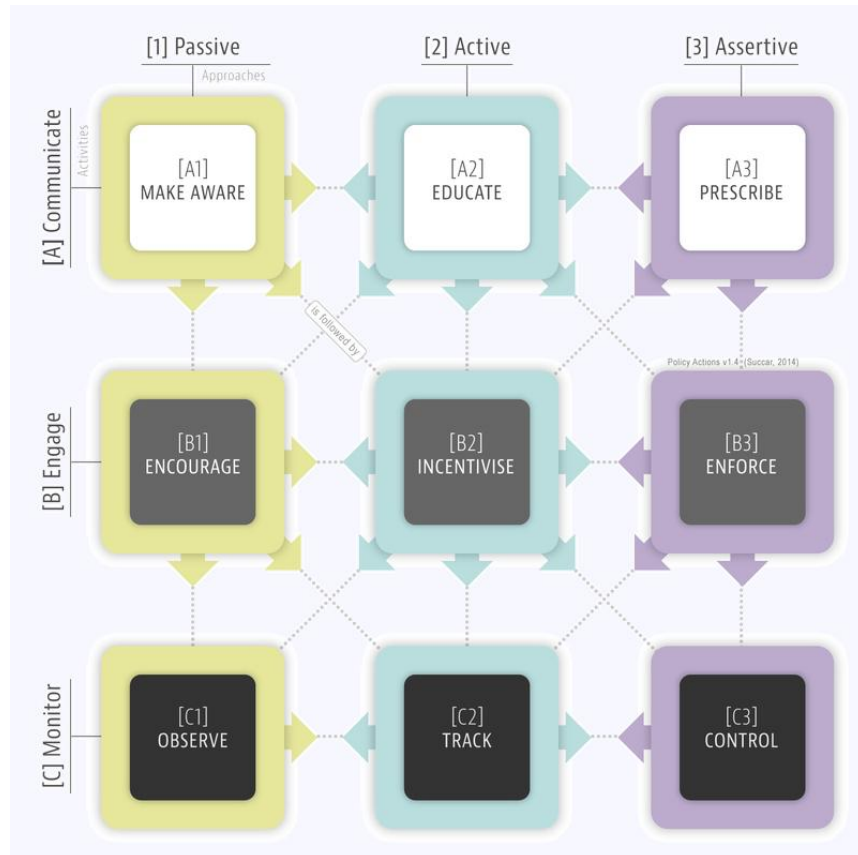 [1] Passive
[2] Active
[3] Assertive
Approaches
Activities
[A] Communicate
[A1]
MAKE AWARE
[A2]
EDUCATE
[A3]
PRESCRIBE
is followed by
Policy Actions v1.4 (Succar, 2014)
[B] Engage
[B1]
ENCOURAGE
[B2]
INCENTIVISE
[B3]
ENFORCE
[C] Monitor
[C1]
OBSERVE
[C2]
TRACK
[C3]
CONTROL